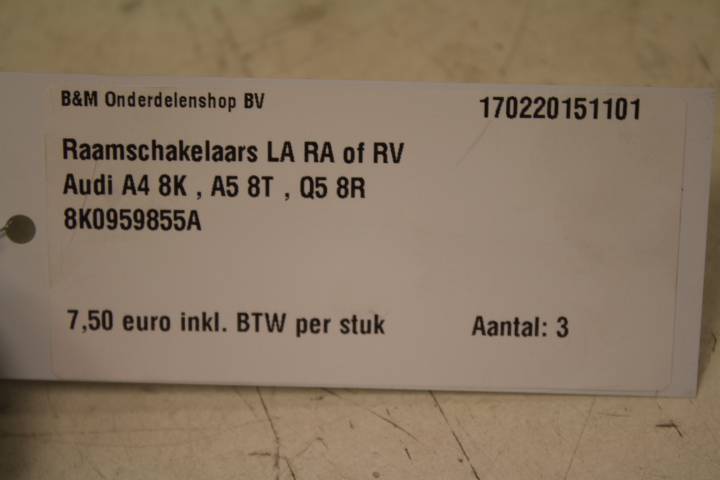 B&M Onderdelenshop BV 170220151101
Raamschakelaars LA RA of RV
Audi A4 8K , A5 8T , Q5 8R
8K0959855A
7,50 euro inkl. BTW per stuk Aantal: 3